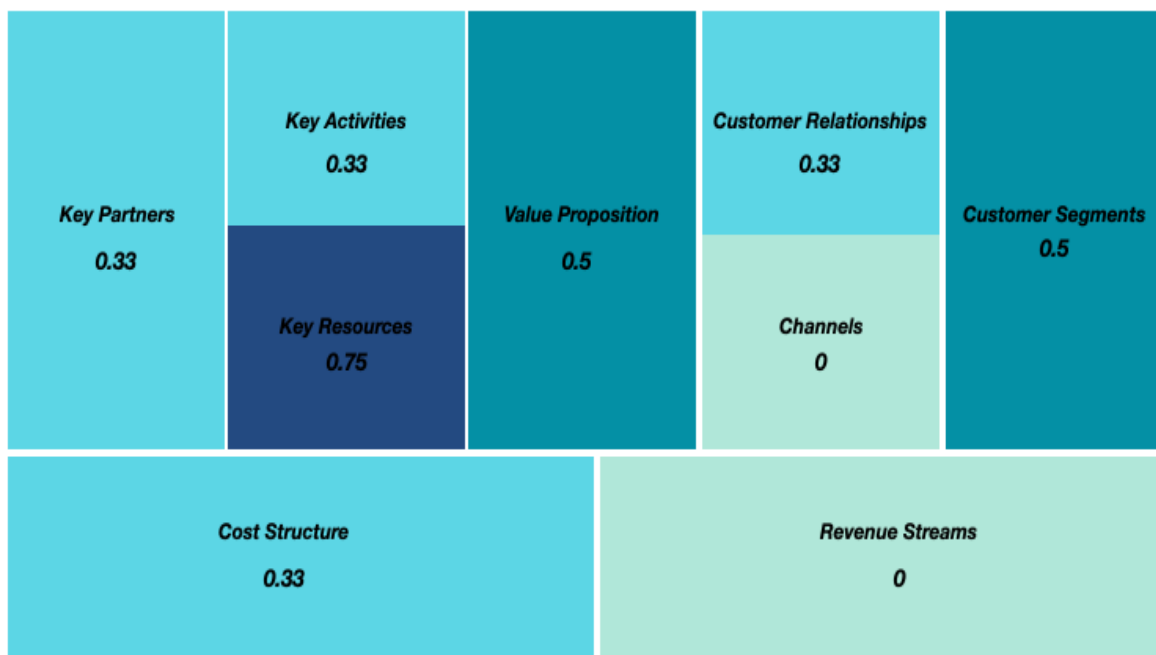 Key Partners
0.33
Key Activities
0.33
Key Resources
0.75
Value Proposition
0.5
Customer Relationships
0.33
Channels
0
Customer Segments
0.5
Cost Structure
0.33
Revenue Streams
0